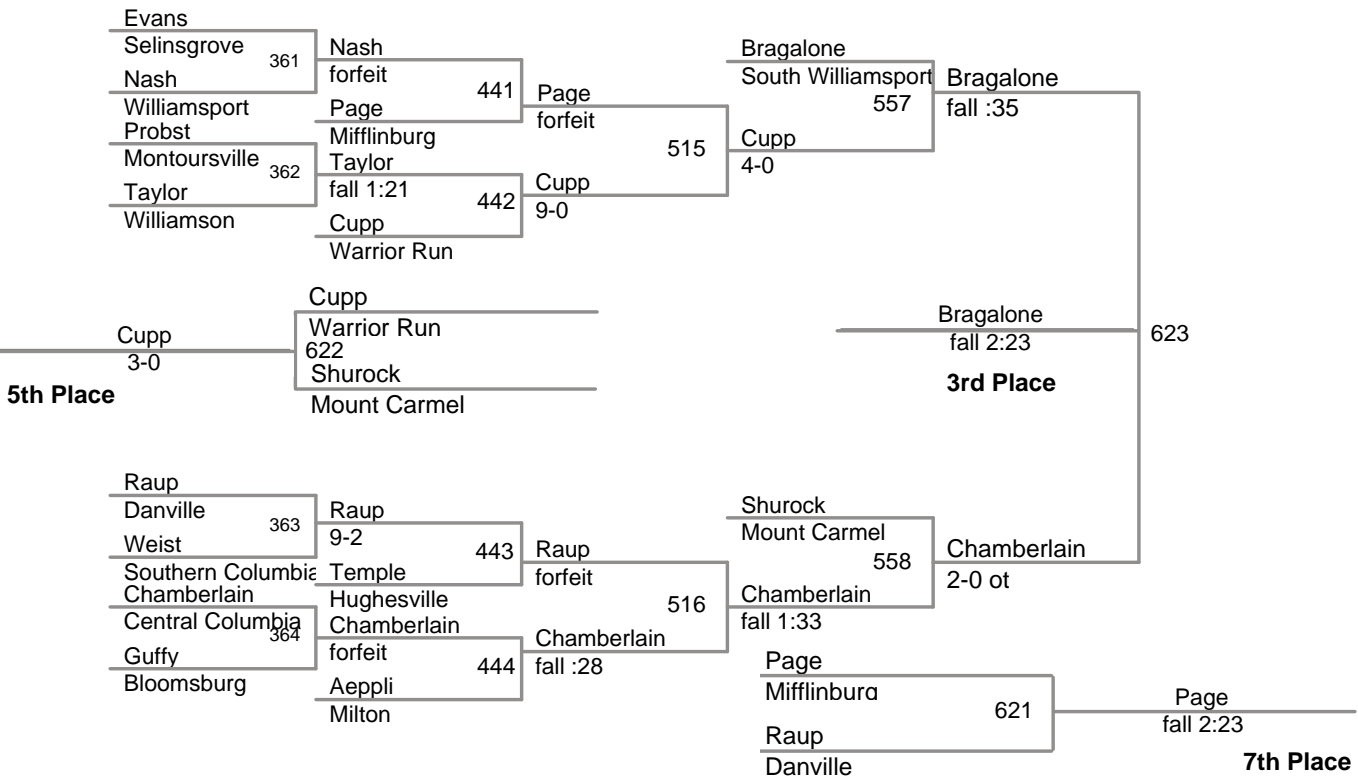 Evans
Selinsgrove
361
Nash
Williamsport
Nash
forfeit
441
Page
Mifflinburg
Probst
Montoursville
362
Taylor
Williamson
Taylor
fall 1:21
442
Cupp
Warrior Run
Page
forfeit
515
Cupp
9-0
Bragalone
South Williamsport
557
Cupp
4-0
Bragalone
fall :35
Cupp
Warrior Run
622
Shurock
Mount Carmel
Cupp
3-0
5th Place
Bragalone
fall 2:23
3rd Place
623
Raup
Danville
363
Weist
Southern Columbia
Raup
9-2
443
Temple
Hughesville
Chamberlain
Central Columbia
364
Guffy
Bloomsburg
Chamberlain
forfeit
444
Aeppli
Milton
Raup
forfeit
516
Chamberlain
fall :28
Shurock
Mount Carmel
558
Chamberlain
fall 1:33
Chamberlain
2-0 ot
Page
Mifflinburg
621
Raup
Danville
Page
fall 2:23
7th Place